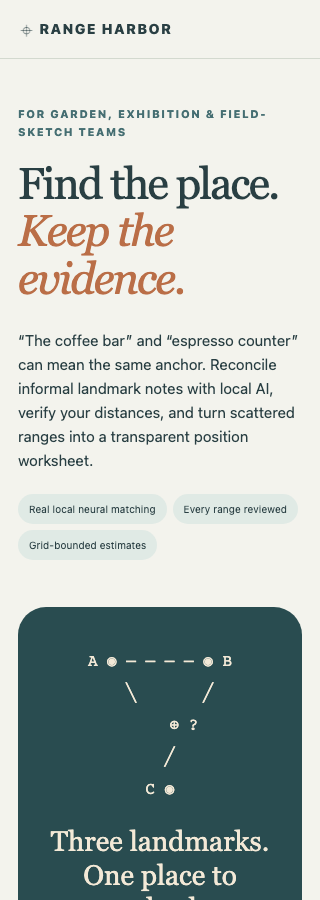 RANGE HARBOR
FOR GARDEN, EXHIBITION & FIELD-
SKETCH TEAMS
Find the place.
Keep the
evidence.
“The coffee bar” and “espresso counter”
can mean the same anchor. Reconcile
informal landmark notes with local AI,
verify your distances, and turn scattered
ranges into a transparent position
worksheet.
Real local neural matching
Every range reviewed
Grid-bounded estimates
A ◉ — — — — ◉ B
\ /
⊕ ?
/
C ◉
Three landmarks.
One place to